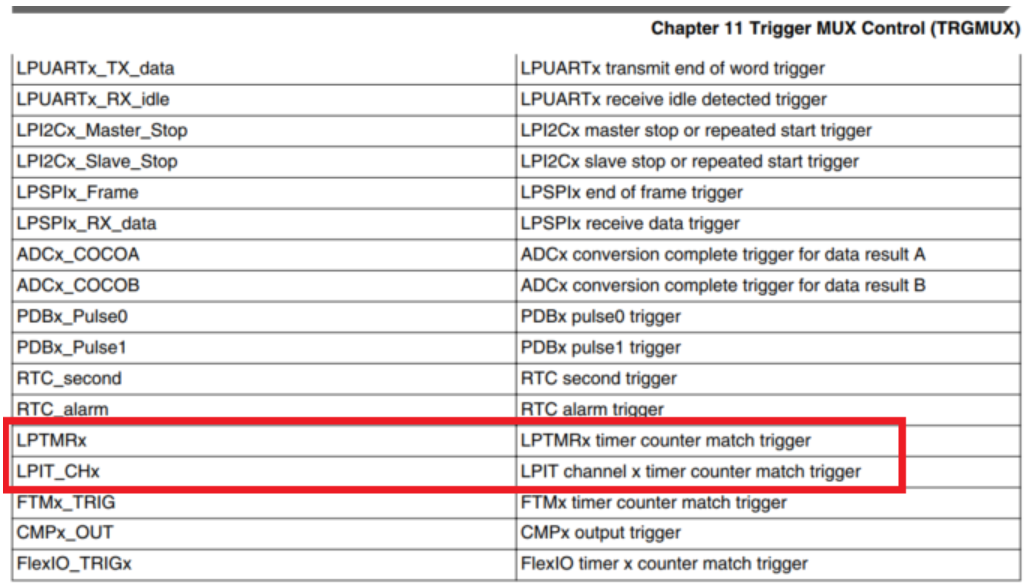 Chapter 11 Trigger MUX Control (TRGMUX)
LPUARTx_TX_data LPUARTx transmit end of word trigger
LPUARTx_RX_idle LPUARTx receive idle detected trigger
LPI2Cx_Master_Stop LPI2Cx master stop or repeated start trigger
LPI2Cx_Slave_Stop LPI2Cx slave stop or repeated start trigger
LPSPIx_Frame LPSPIx end of frame trigger
LPSPIx_RX_data LPSPIx receive data trigger
ADCx_COCOA ADCx conversion complete trigger for data result A
ADCx_COCOB ADCx conversion complete trigger for data result B
PDBx_Pulse0 PDBx pulse0 trigger
PDBx_Pulse1 PDBx pulse1 trigger
RTC_second RTC second trigger
RTC_alarm RTC alarm trigger
LPTMRx LPTMRx timer counter match trigger
LPIT_CHx LPIT channel x timer counter match trigger
FTMx_TRIG FTMx timer counter match trigger
CMPx_OUT CMPx output trigger
FlexIO_TRIGx FlexIO timer x counter match trigger